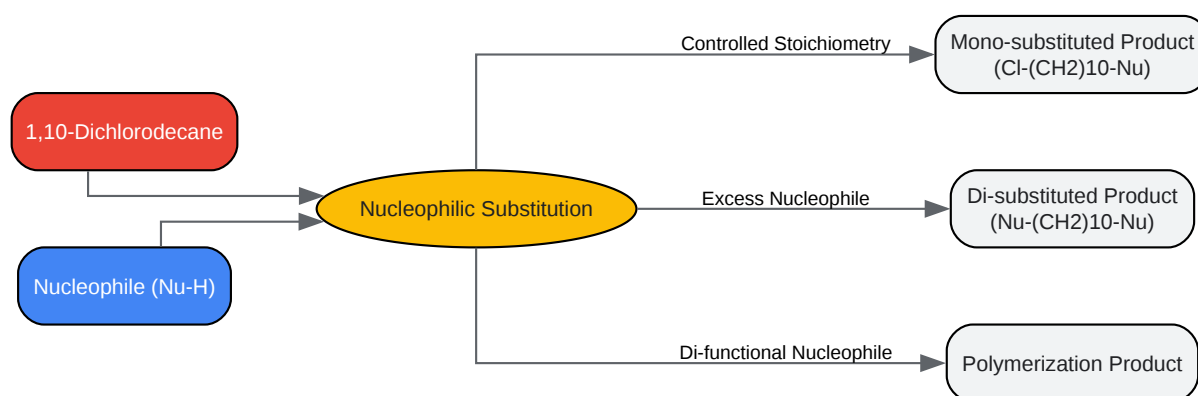 1,10-Dichlorodecane
Nucleophile (Nu-H)
Nucleophilic Substitution
Controlled Stoichiometry
Mono-substituted Product
(Cl-(CH2)10-Nu)
Excess Nucleophile
Di-substituted Product
(Nu-(CH2)10-Nu)
Di-functional Nucleophile
Polymerization Product